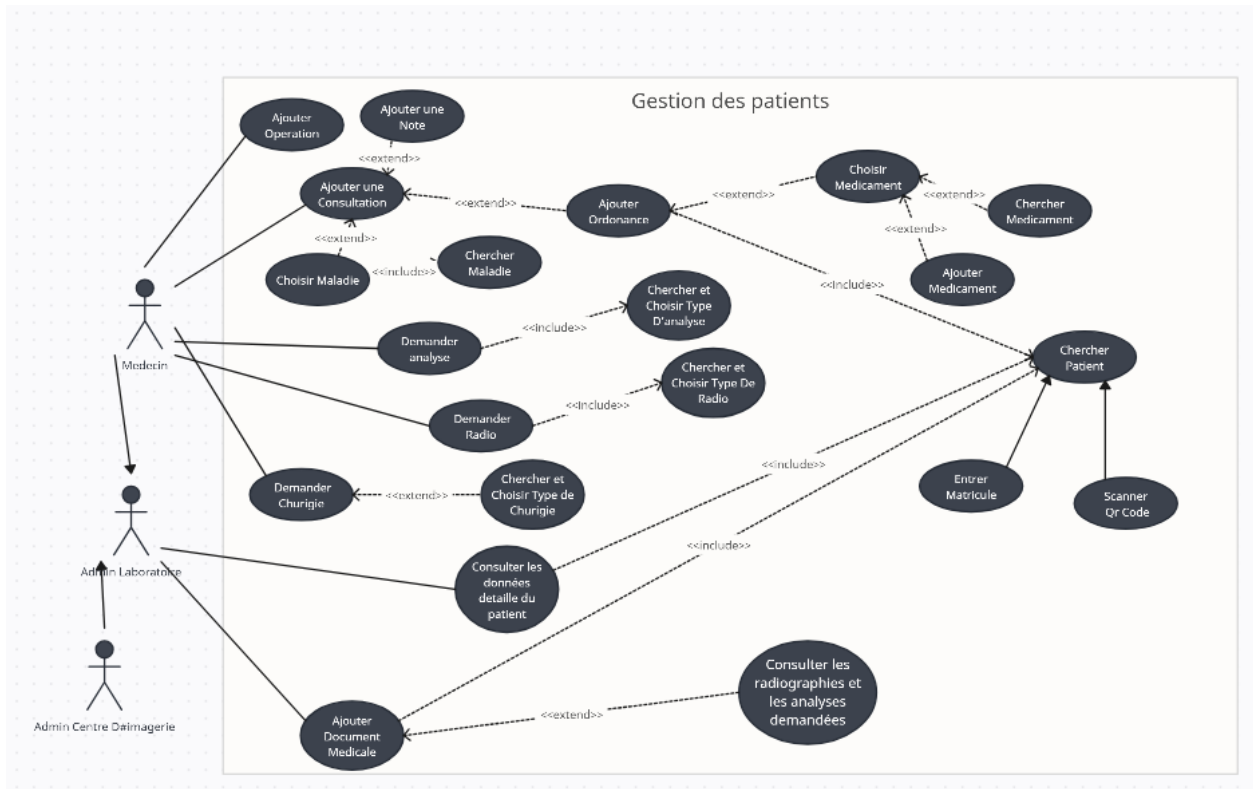 Gestion des patients
Ajouter
Operation
Ajouter une
Note
<<extend>>
Ajouter une
Consultation
<<extend>>
Ajouter
Ordonance
<<extend>>
Choisir
Medicament
<<extend>>
Chercher
Medicament
<<extend>>
Ajouter
Medicament
<<extend>>
Choisir Maladie
<<include>>
Chercher
Maladie
<<include>>
Chercher et
Choisir Type
D'analyse
<<include>>
Demander
analyse
Chercher
Patient
Medecin
Chercher et
Choisir Type De
Radio
<<include>>
Demander
Radio
<<include>>
Entrer
Matricule
Scanner
Qr Code
Demander
Churigie
<<extend>>
Chercher et
Choisir Type de
Churigie
<<include>>
Admin Laboratoire
Consulter les
données
detaille du
patient
Admin Centre D#imagerie
Ajouter
Document
Medicale
<<extend>>
Consulter les
radiographies et
les analyses
demandées